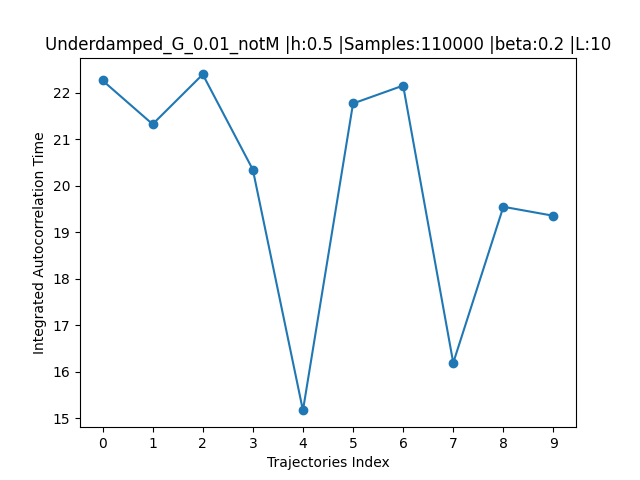 Underdamped_G_0.01_notM |h:0.5 |Samples:110000 |beta:0.2 |L:10
Integrated Autocorrelation Time
22
21
20
19
18
17
16
15
0 1 2 3 4 5 6 7 8 9
Trajectories Index